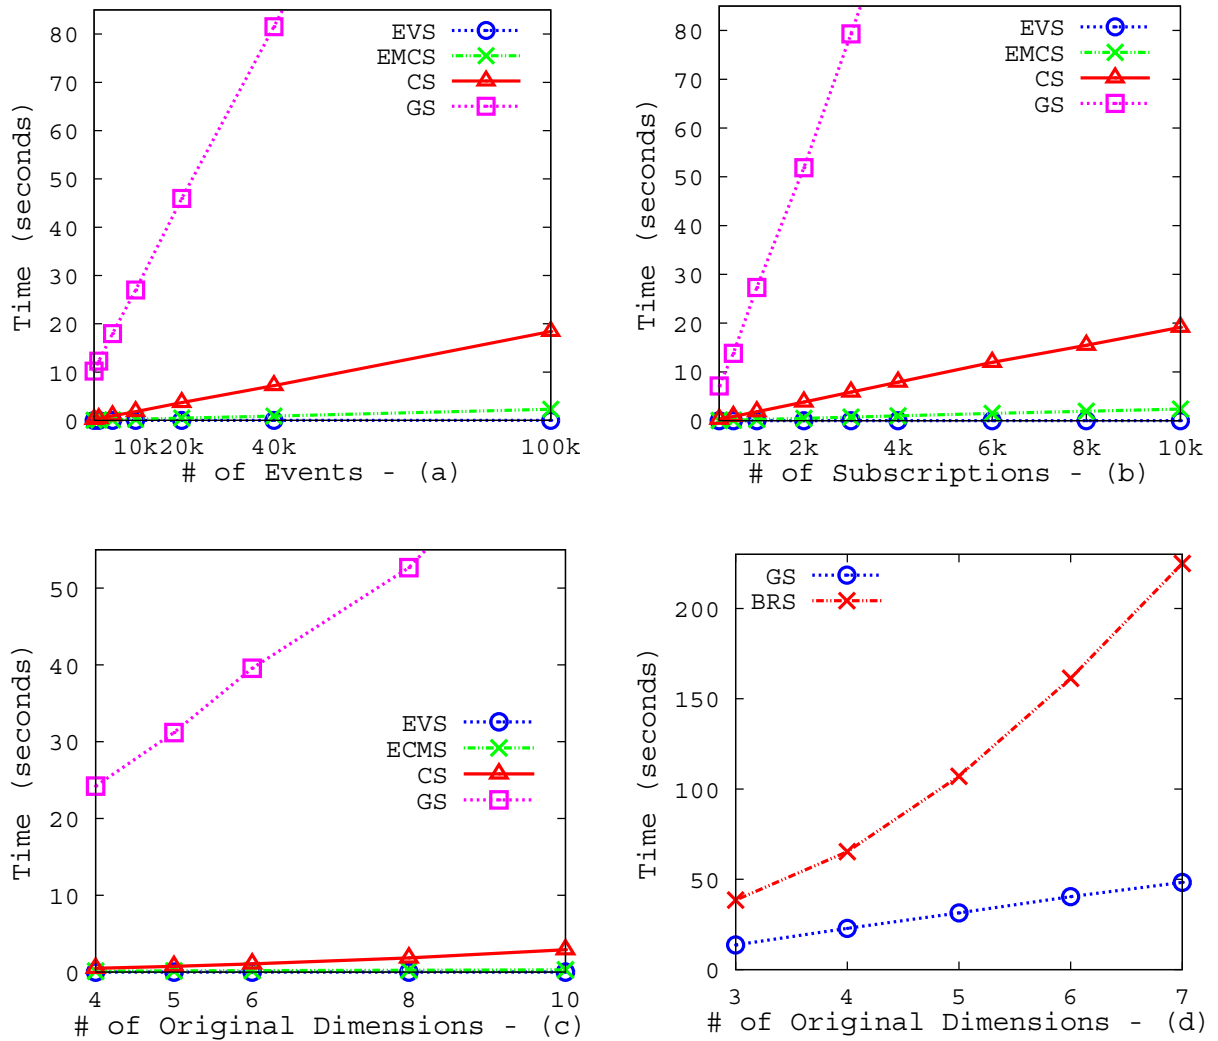 80
70
60
50
40
30
20
10
0
Time (seconds)
EVS
EMCS
CS
GS
10k 20k 40k 100k
# of Events - (a)
80
70
60
50
40
30
20
10
0
Time (seconds)
EVS
EMCS
CS
GS
1k 2k 4k 6k 8k 10k
# of Subscriptions - (b)
50
40
30
20
10
0
Time (seconds)
EVS
ECMS
CS
GS
4 5 6 8 10
# of Original Dimensions - (c)
200
150
100
50
0
Time (seconds)
GS
BRS
3 4 5 6 7
# of Original Dimensions - (d)